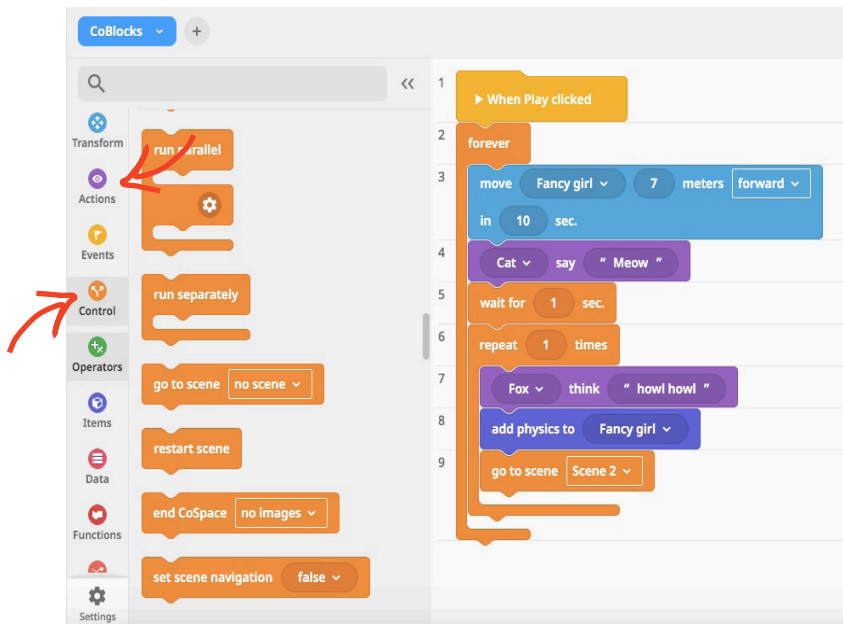 CoBlocks
+
Transform
Actions
Events
Control
Operators
Items
Data
Functions
Settings
run parallel
run separately
go to scene no scene
restart scene
end CoSpace no images
set scene navigation false
1
When Play clicked
2
forever
3
move Fancy girl 7 meters forward
in 10 sec.
4
Cat say “ Meow ”
5
wait for 1 sec.
6
repeat 1 times
7
Fox think “ howl howl ”
8
add physics to Fancy girl
9
go to scene Scene 2